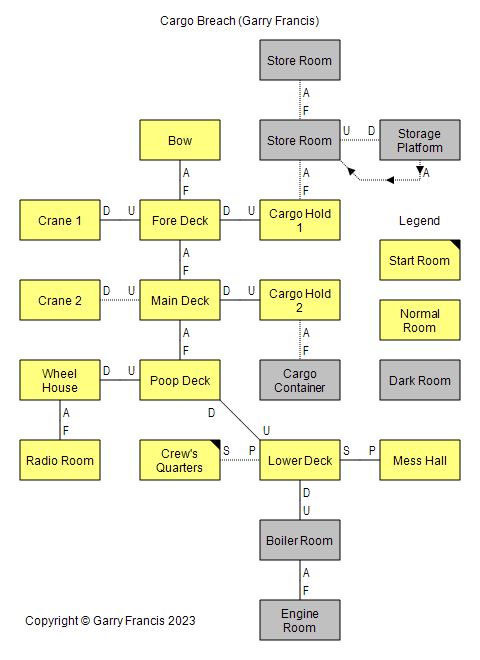 Cargo Breach (Garry Francis)
Store Room
A
F
Bow
Store Room
U D
Storage
Platform
A
A
F
A
F
Legend
Crane 1
D U
Fore Deck
D U
Cargo Hold
1
Start Room
A
F
Crane 2
D U
Main Deck
D U
Cargo Hold
2
Normal
Room
A
F
A
F
Wheel
House
D U
Poop Deck
Cargo
Container
Dark Room
A
F
D
U
Radio Room
Crew's
Quarters
S P
Lower Deck
S P
Mess Hall
D
U
Boiler Room
A
F
Engine
Room
Copyright © Garry Francis 2023